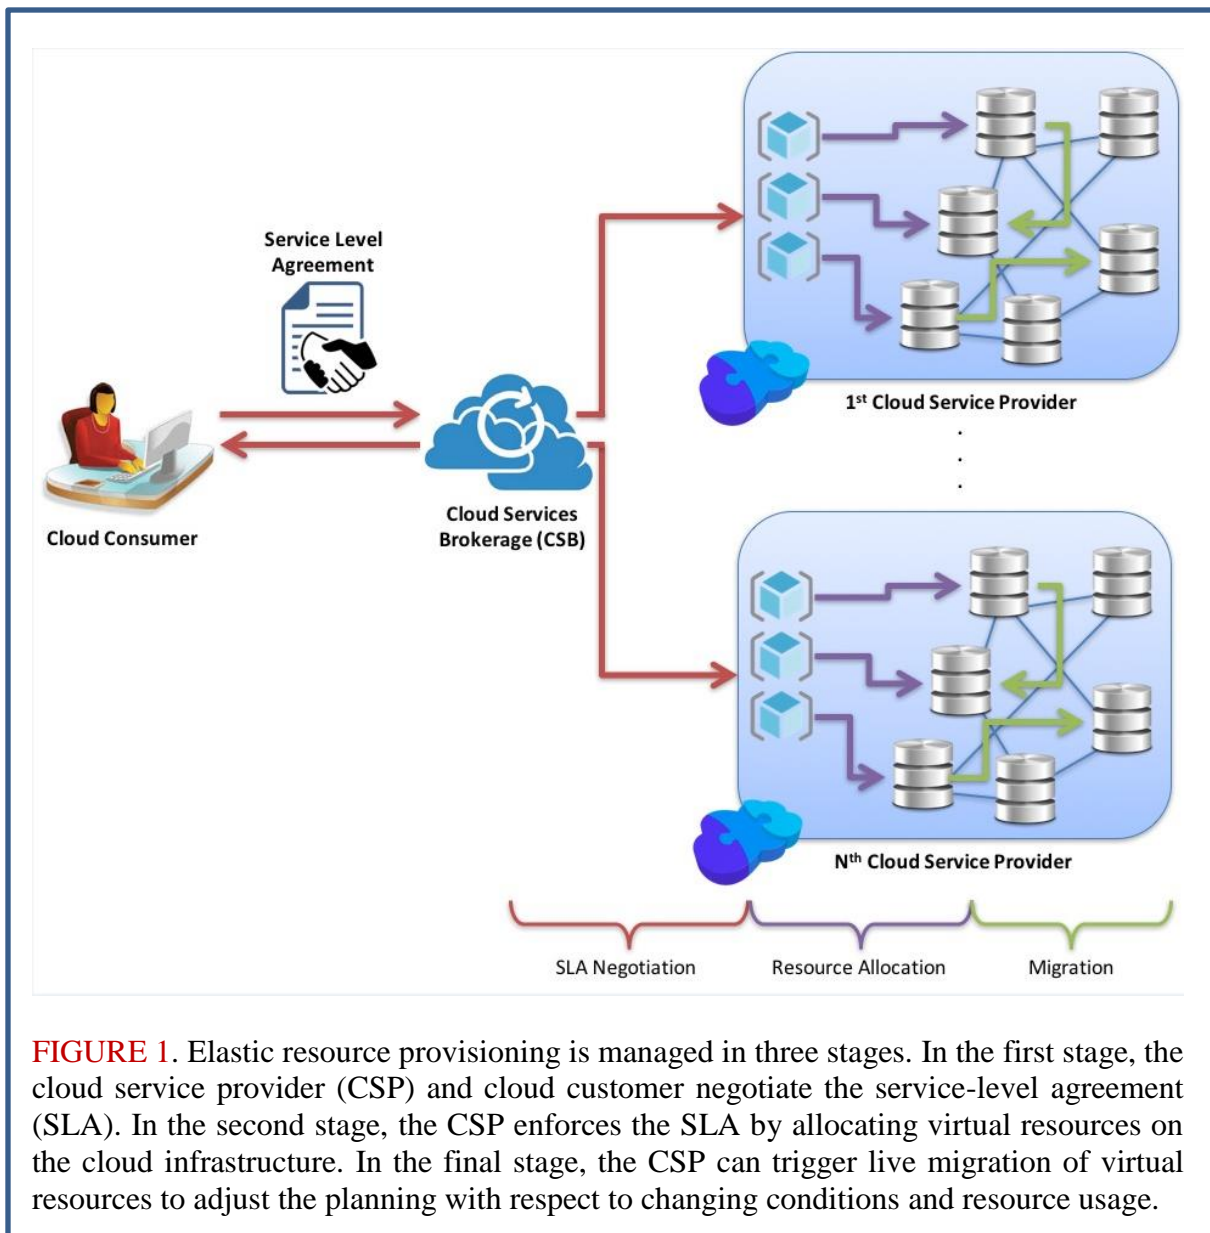 Service Level
Agreement
Cloud Consumer
Cloud Services
Brokerage (CSB)
1st Cloud Service Provider
.
.
.
Nth Cloud Service Provider
SLA Negotiation
Resource Allocation
Migration
FIGURE 1. Elastic resource provisioning is managed in three stages. In the first stage, the
cloud service provider (CSP) and cloud customer negotiate the service-level agreement
(SLA). In the second stage, the CSP enforces the SLA by allocating virtual resources on
the cloud infrastructure. In the final stage, the CSP can trigger live migration of virtual
resources to adjust the planning with respect to changing conditions and resource usage.